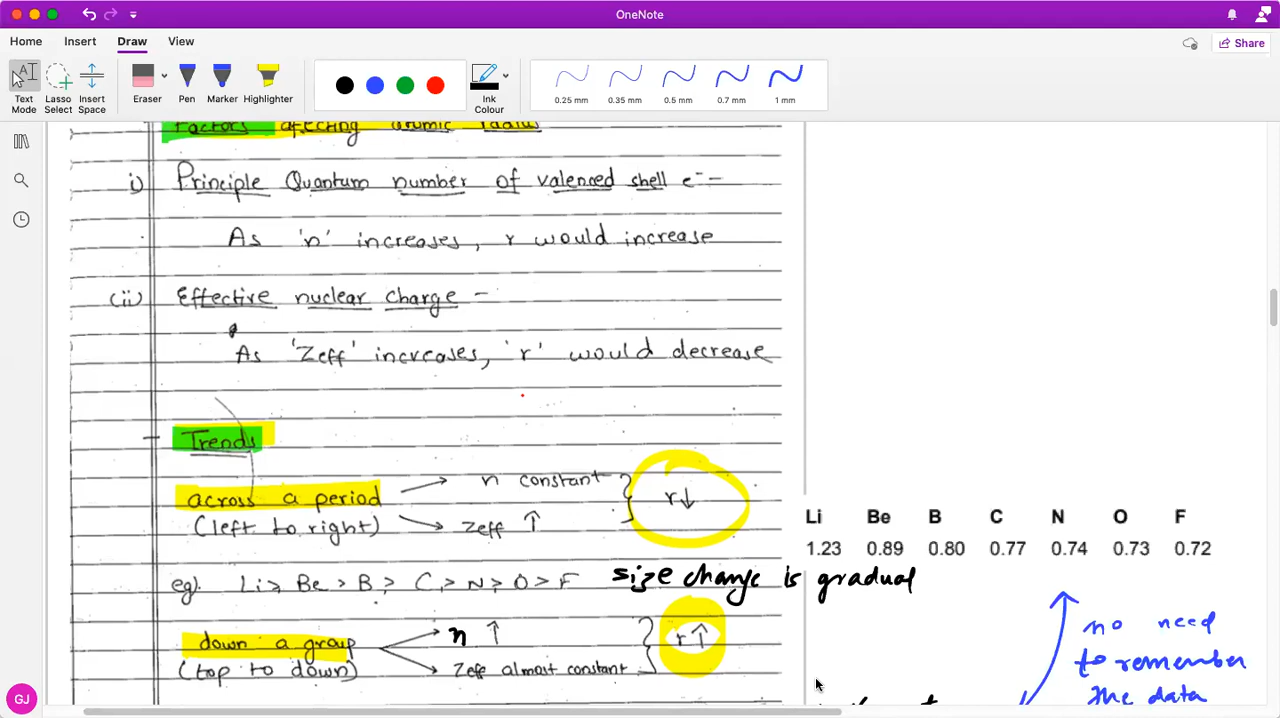 OneNote
Home Insert Draw View
Share
Text Mode
Lasso Select
Insert Space
Eraser
Pen
Marker
Highlighter
Ink Colour
0.25 mm 0.35 mm 0.5 mm 0.7 mm 1 mm
Factors afecting atomic radius
i) Principle Quantum number of valenced shell e⁻ -
As 'n' increases, r would increase
(ii) Effective nuclear charge -
As 'Zeff' increases, 'r' would decrease
- Trends
across a period → n constant } r↓
(left to right) → Zeff ↑
Li Be B C N O F
1.23 0.89 0.80 0.77 0.74 0.73 0.72
eg). Li > Be > B > C > N > O > F size change is gradual
down a group → n ↑ } r↑
(top to down) → Zeff almost constant
no need
to remember
the data
GJ